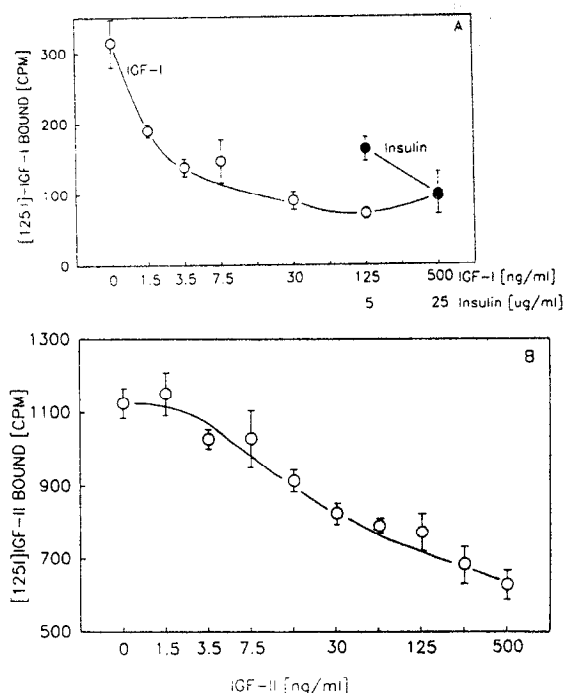 A
[125I]-IGF-I BOUND [CPM]
300
200
100
0
IGF-I
Insulin
0 1.5 3.5 7.5 30 125 500 IGF-I [ng/ml]
5 25 Insulin [ug/ml]
B
[125I]IGF-II BOUND [CPM]
1300
1100
900
700
500
0 1.5 3.5 7.5 30 125 500
IGF-II [ng/ml]